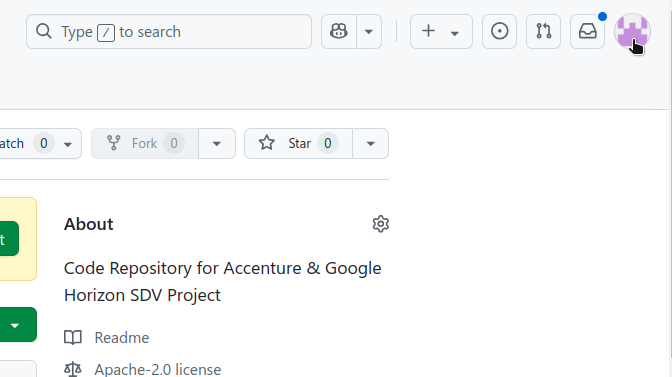 Type / to search
atch 0
Fork 0
Star 0
t
About
Code Repository for Accenture & Google
Horizon SDV Project
Readme
Apache-2.0 license